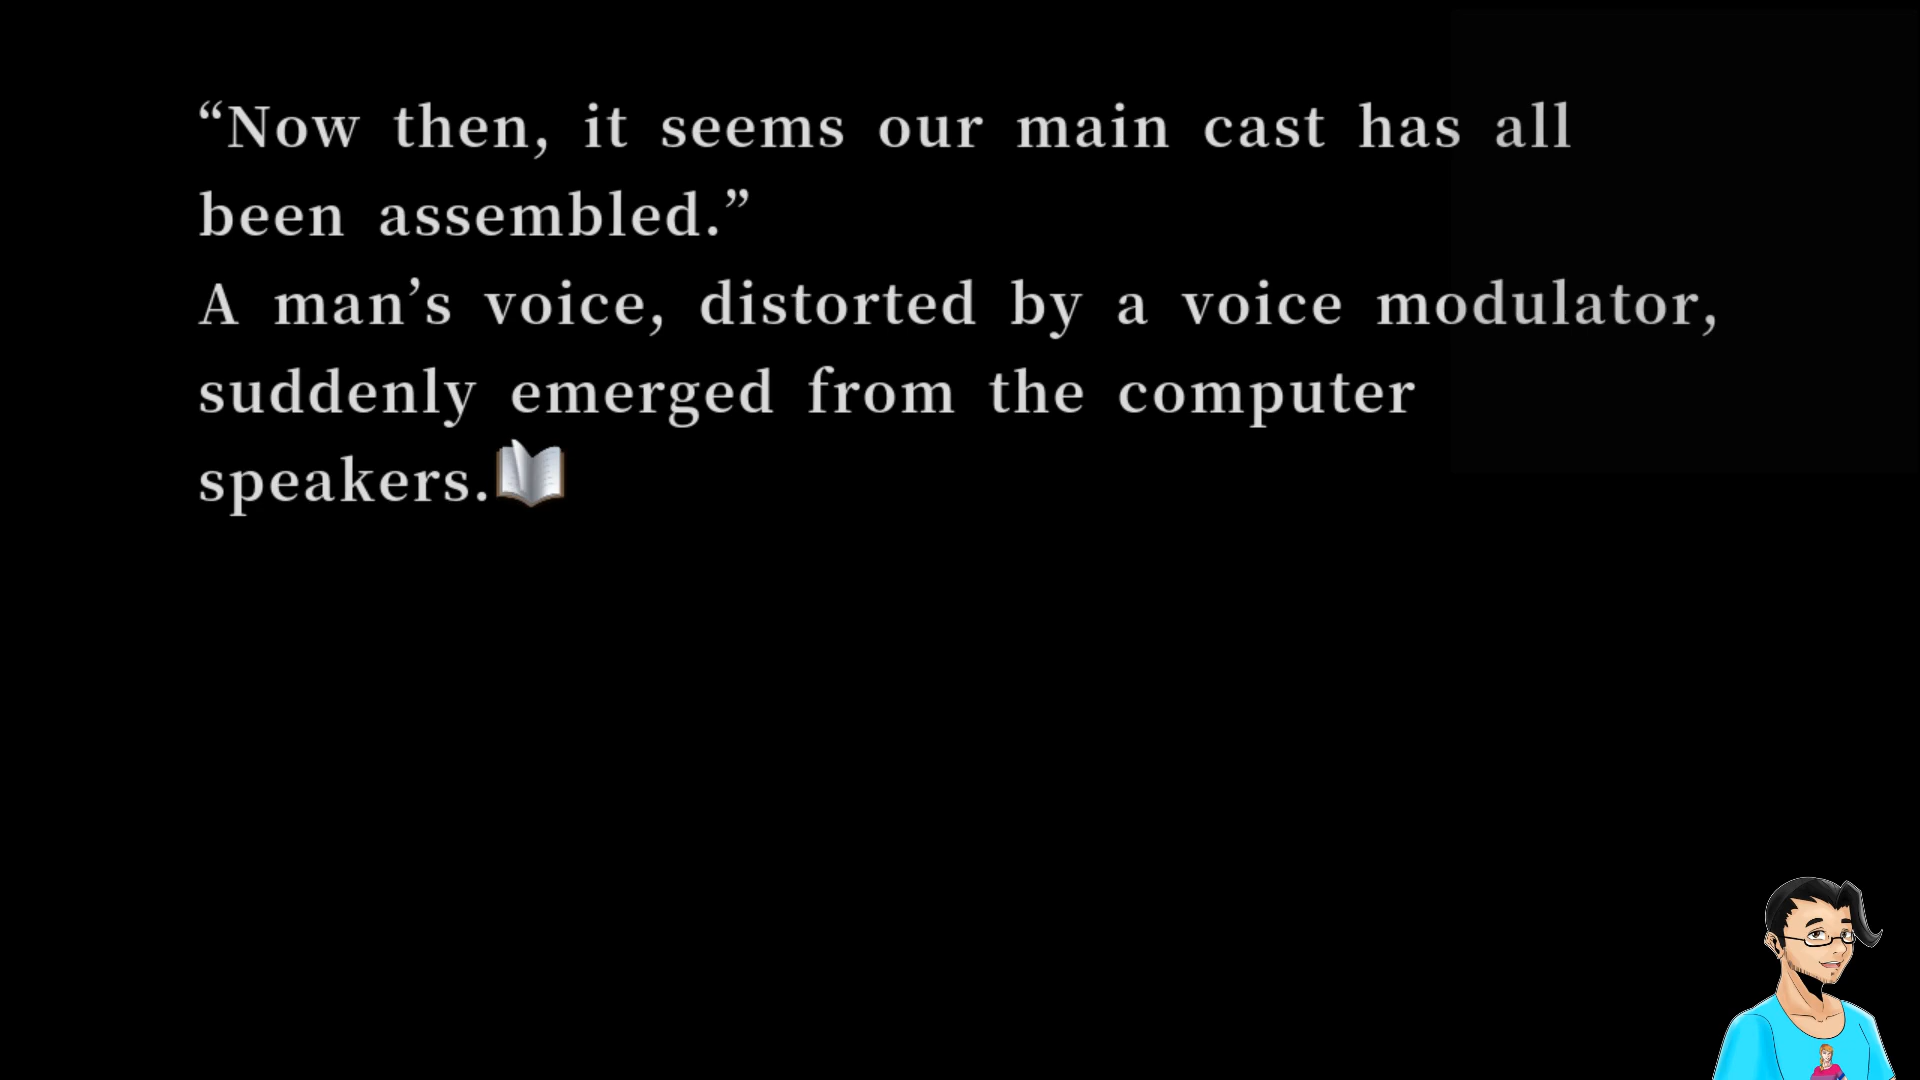 “Now then, it seems our main cast has all
been assembled.”
A man’s voice, distorted by a voice modulator,
suddenly emerged from the computer
speakers.